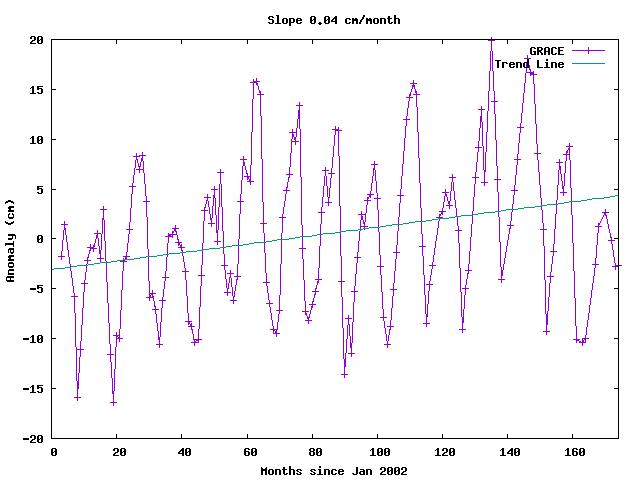 Slope 0.04 cm/month
20
GRACE
Trend Line
15
10
5
0
-5
-10
-15
-20
Anomaly (cm)
0 20 40 60 80 100 120 140 160
Months since Jan 2002